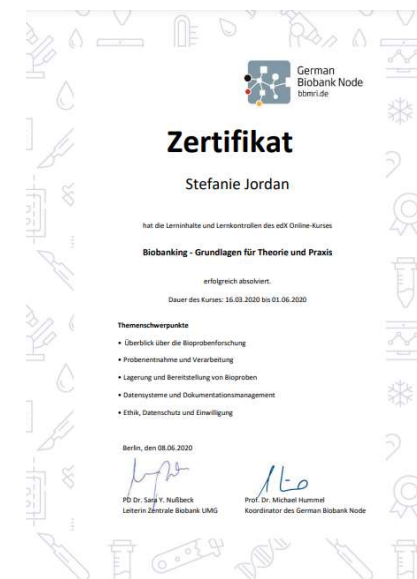 German
Biobank Node
bbmri.de
Zertifikat
Stefanie Jordan
hat die Lerninhalte und Lernkontrollen des edX Online-Kurses
Biobanking - Grundlagen für Theorie und Praxis
erfolgreich absolviert.
Dauer des Kurses: 16.03.2020 bis 01.06.2020
Themenschwerpunkte
• Überblick über die Bioprobenforschung
• Probenentnahme und Verarbeitung
• Lagerung und Bereitstellung von Bioproben
• Datensysteme und Dokumentationsmanagement
• Ethik, Datenschutz und Einwilligung
Berlin, den 08.06.2020
PD Dr. Sara Y. Nußbeck Prof. Dr. Michael Hummel
Leiterin Zentrale Biobank UMG Koordinator des German Biobank Node